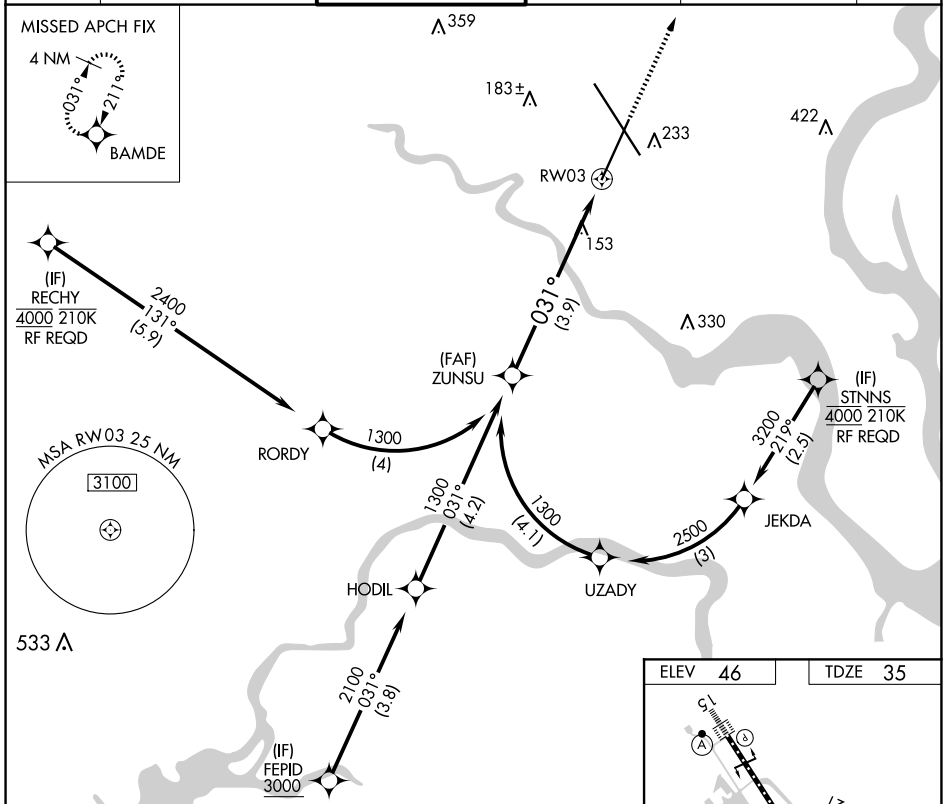 MISSED APCH FIX
4 NM
031°
211°
BAMDE
359
183±
233
422
RW03
153
(IF)
RECHY
4000 210K
RF REQD
2400
131°
(5.9)
031°
(3.9)
330
(FAF)
ZUNSU
(IF)
STNNS
4000 210K
RF REQD
3200
219°
(2.5)
RORDY
1300
(4)
MSA RW03 25 NM
3100
1300
031°
(4.2)
1300
(4.1)
2500
(3)
JEKDA
HODIL
UZADY
533
2100
031°
(3.8)
(IF)
FEPID
3000
ELEV 46
TDZE 35
15
A
P